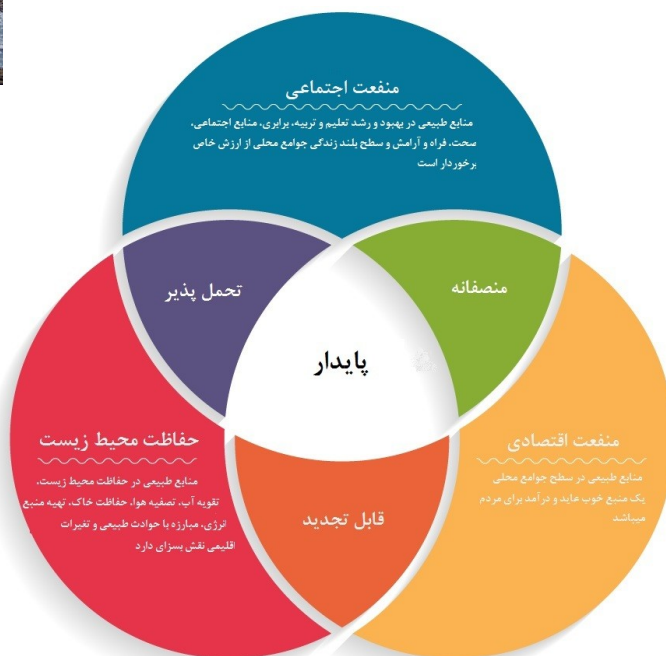 منفعت اجتماعی
منابع طبیعی در بهبود و رشد تعلیم و تربیه، برابری، منابع اجتماعی،
صحت، فراه و آرامش و سطح بلند زندگی جوامع محلی از ارزش خاص
برخوردار است
تحمل پذیر
منصفانه
پایدار
حفاظت محیط زیست
منابع طبیعی در حفاظت محیط زیست،
تقویه آب، تصفیه هوا، حفاظت خاک، تهیه منبع
انرژی، مبارزه با حوادث طبیعی و تغیرات
اقلیمی نقش بسزای دارد
منفعت اقتصادی
منابع طبیعی در سطح جوامع محلی
یک منبع خوب عاید و درآمد برای مردم
میباشد
قابل تجدید